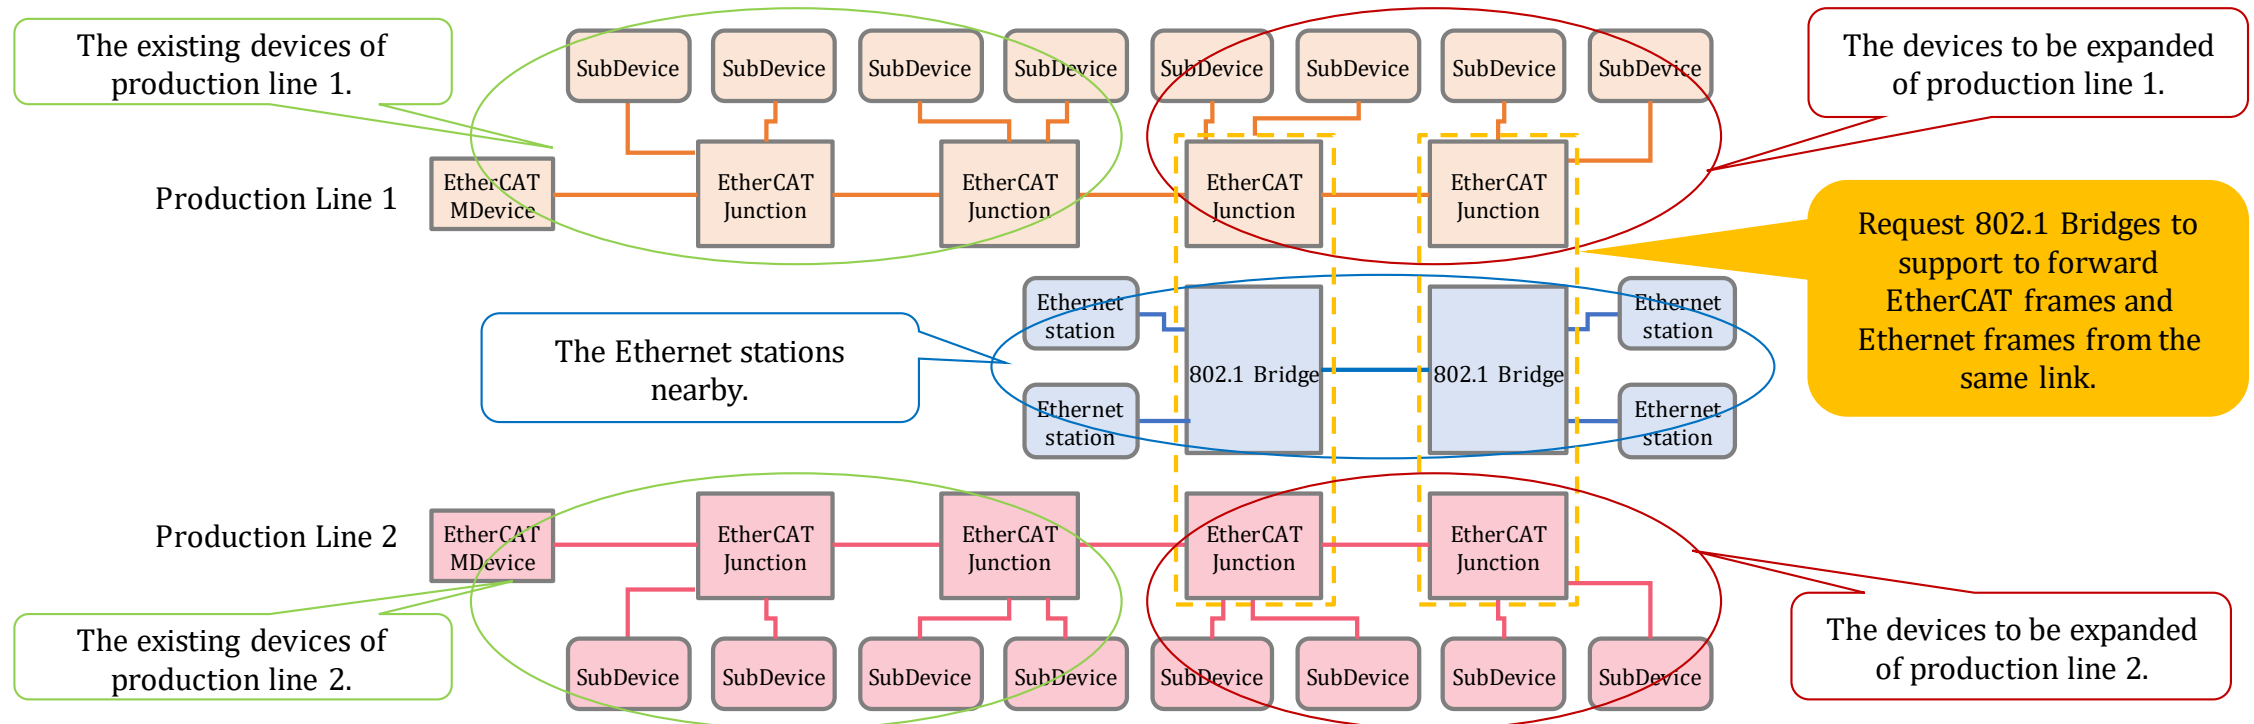 The existing devices of
production line 1.
SubDevice
SubDevice
SubDevice
SubDevice
SubDevice
SubDevice
SubDevice
SubDevice
The devices to be expanded
of production line 1.
Production Line 1
EtherCAT
MDevice
EtherCAT
Junction
EtherCAT
Junction
EtherCAT
Junction
EtherCAT
Junction
Request 802.1 Bridges to
support to forward
EtherCAT frames and
Ethernet frames from the
same link.
The Ethernet stations
nearby.
Ethernet
station
Ethernet
station
802.1 Bridge
802.1 Bridge
Ethernet
station
Ethernet
station
Production Line 2
EtherCAT
MDevice
EtherCAT
Junction
EtherCAT
Junction
EtherCAT
Junction
EtherCAT
Junction
The existing devices of
production line 2.
SubDevice
SubDevice
SubDevice
SubDevice
SubDevice
SubDevice
SubDevice
SubDevice
The devices to be expanded
of production line 2.